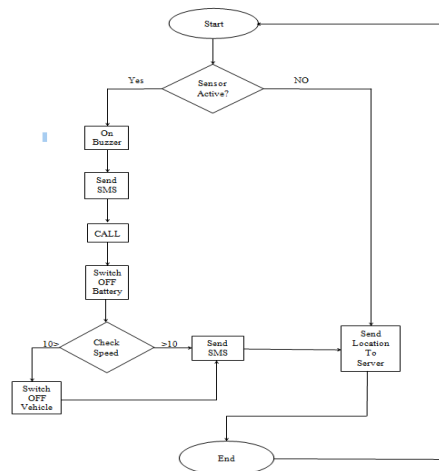 Start
Yes
Sensor
Active?
NO
On
Buzzer
Send
SMS
CALL
Switch
OFF
Battery
10>
Check
Speed
>10
Send
SMS
Send
Location
To
Server
Switch
OFF
Vehicle
End